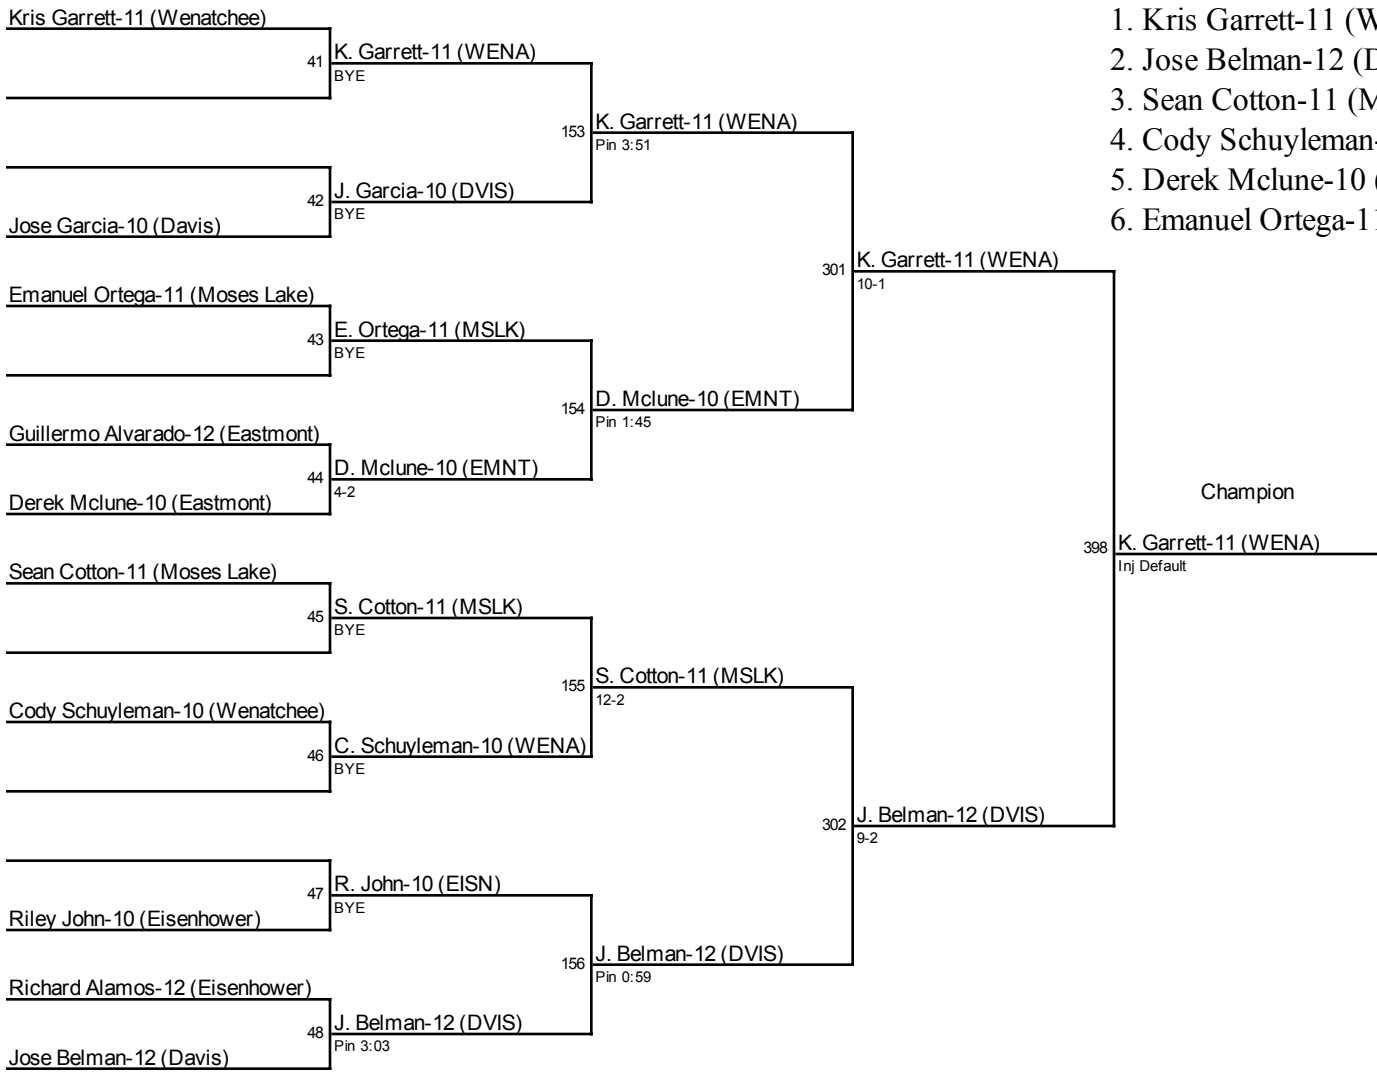 Kris Garrett-11 (Wenatchee)
41
K. Garrett-11 (WENA)
BYE
153
K. Garrett-11 (WENA)
Pin 3:51
42
J. Garcia-10 (DVIS)
BYE
Jose Garcia-10 (Davis)
Emanuel Ortega-11 (Moses Lake)
301
K. Garrett-11 (WENA)
10-1
43
E. Ortega-11 (MSLK)
BYE
154
D. Mclune-10 (EMNT)
Pin 1:45
Guillermo Alvarado-12 (Eastmont)
44
D. Mclune-10 (EMNT)
4-2
Derek Mclune-10 (Eastmont)
Champion
398
K. Garrett-11 (WENA)
Inj Default
Sean Cotton-11 (Moses Lake)
45
S. Cotton-11 (MSLK)
BYE
155
S. Cotton-11 (MSLK)
12-2
Cody Schuyleman-10 (Wenatchee)
46
C. Schuyleman-10 (WENA)
BYE
302
J. Belman-12 (DVIS)
9-2
47
R. John-10 (EISN)
BYE
Riley John-10 (Eisenhower)
156
J. Belman-12 (DVIS)
Pin 0:59
Richard Alamos-12 (Eisenhower)
48
J. Belman-12 (DVIS)
Pin 3:03
Jose Belman-12 (Davis)
1. Kris Garrett-11 (W
2. Jose Belman-12 (D
3. Sean Cotton-11 (M
4. Cody Schuyleman-
5. Derek Mclune-10 (
6. Emanuel Ortega-11